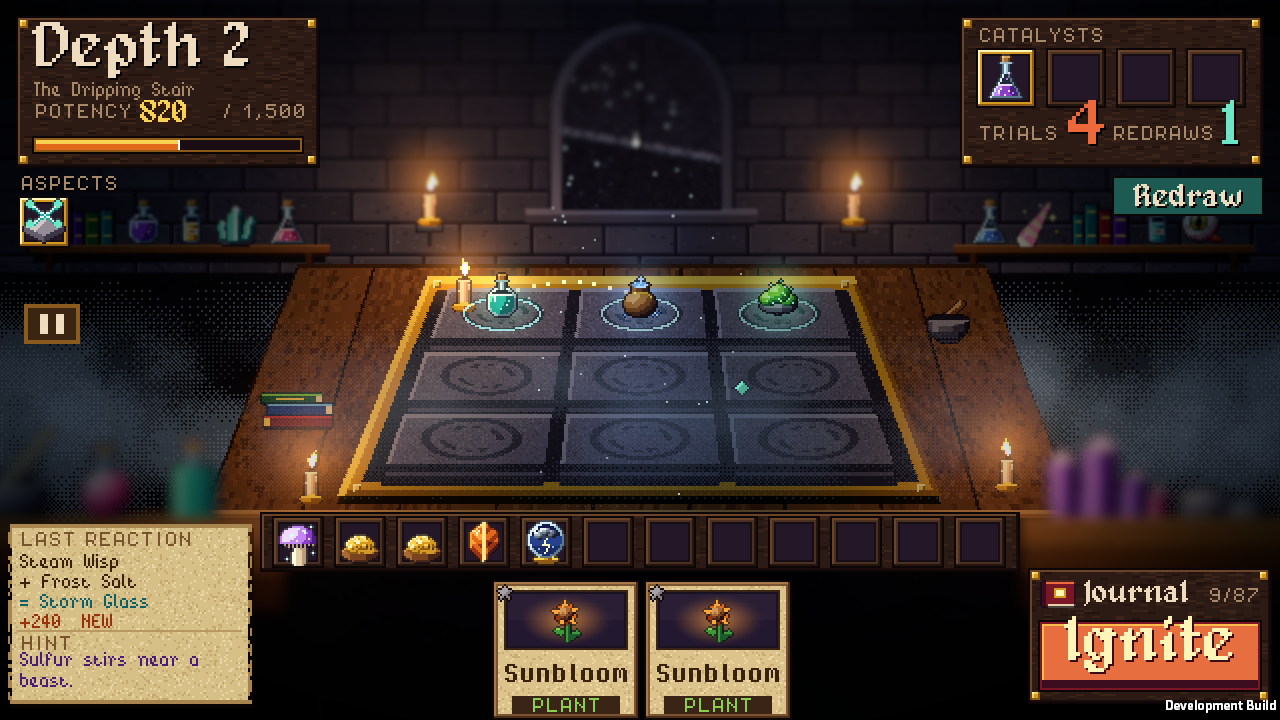 Depth 2
The Dripping Stair
POTENCY 820 / 1,500
ASPECTS
CATALYSTS
TRIALS 4 REDRAWS 1
Redraw
LAST REACTION
Steam Wisp
+ Frost Salt
= Storm Glass
+240 NEW
HINT
Sulfur stirs near a
beast.
Sunbloom
PLANT
Sunbloom
PLANT
Journal 9/87
Ignite
Development Build